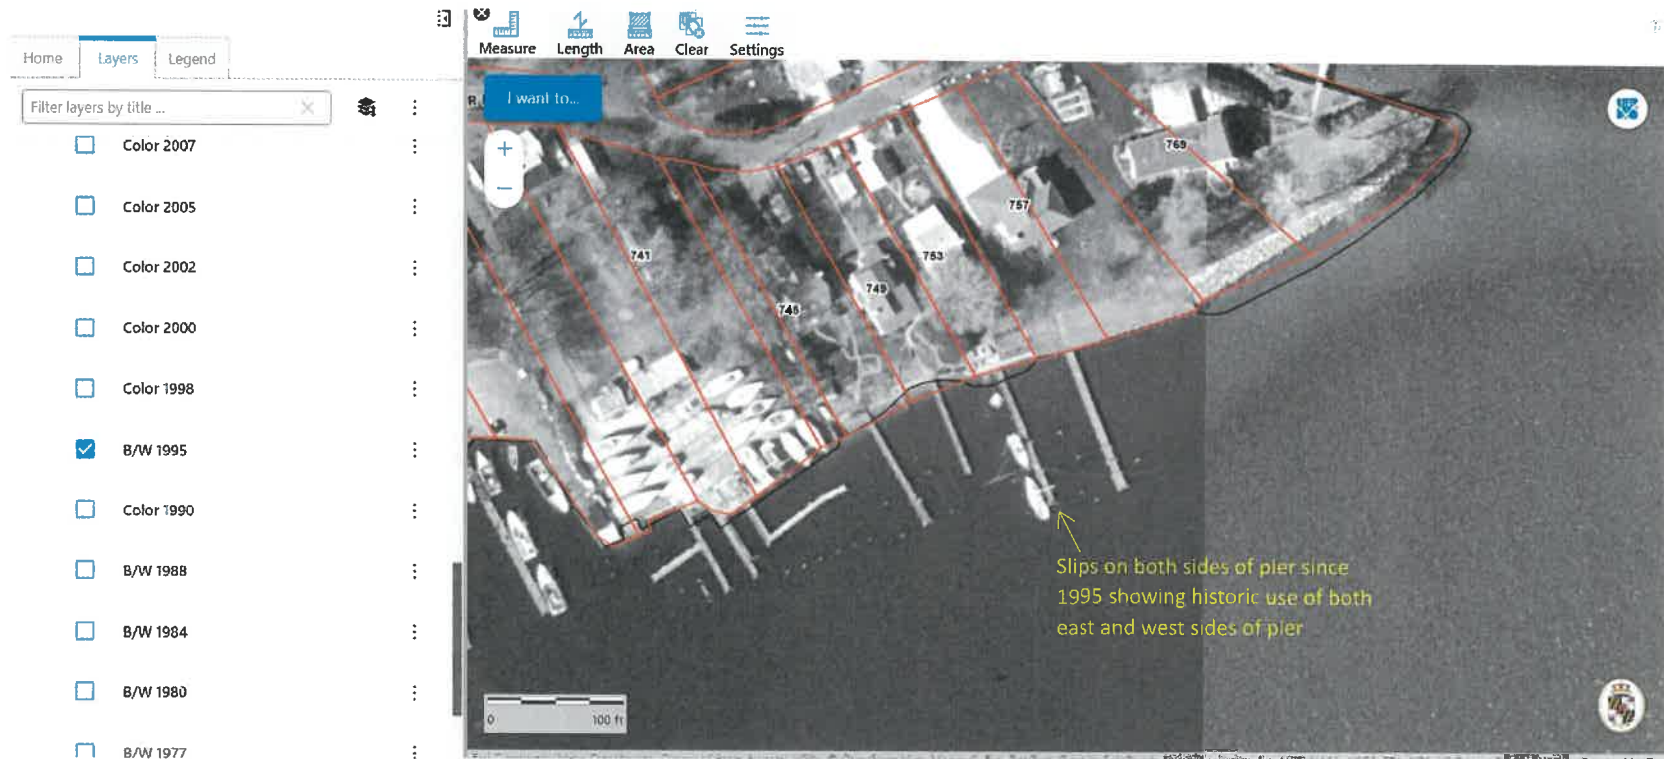 Measure
Length
Area
Clear
Settings
Home
Layers
Legend
Filter layers by title ...
I want to...
R
+
−
Color 2007
Color 2005
Color 2002
Color 2000
Color 1998
B/W 1995
Color 1990
B/W 1988
B/W 1984
B/W 1980
B/W 1977
769
757
741
753
749
745
Slips on both sides of pier since
1995 showing historic use of both
east and west sides of pier
0 100 ft